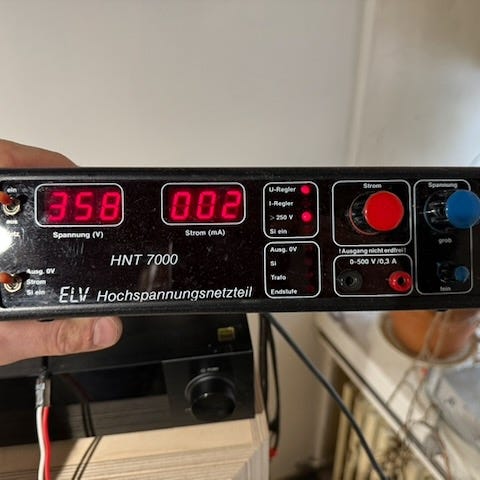 ein
aus
358
002
Spannung (V)
Strom (mA)
HNT 7000
Ausg. 0V
Strom
Si ein
ELV Hochspannungsnetzteil
U-Regler
I-Regler
> 250 V
Si ein
Ausg. 0V
Si
Trafo
Endstufe
Strom
! Ausgang nicht erdfrei !
0-500 V/0,3 A
Spannung
grob
fein